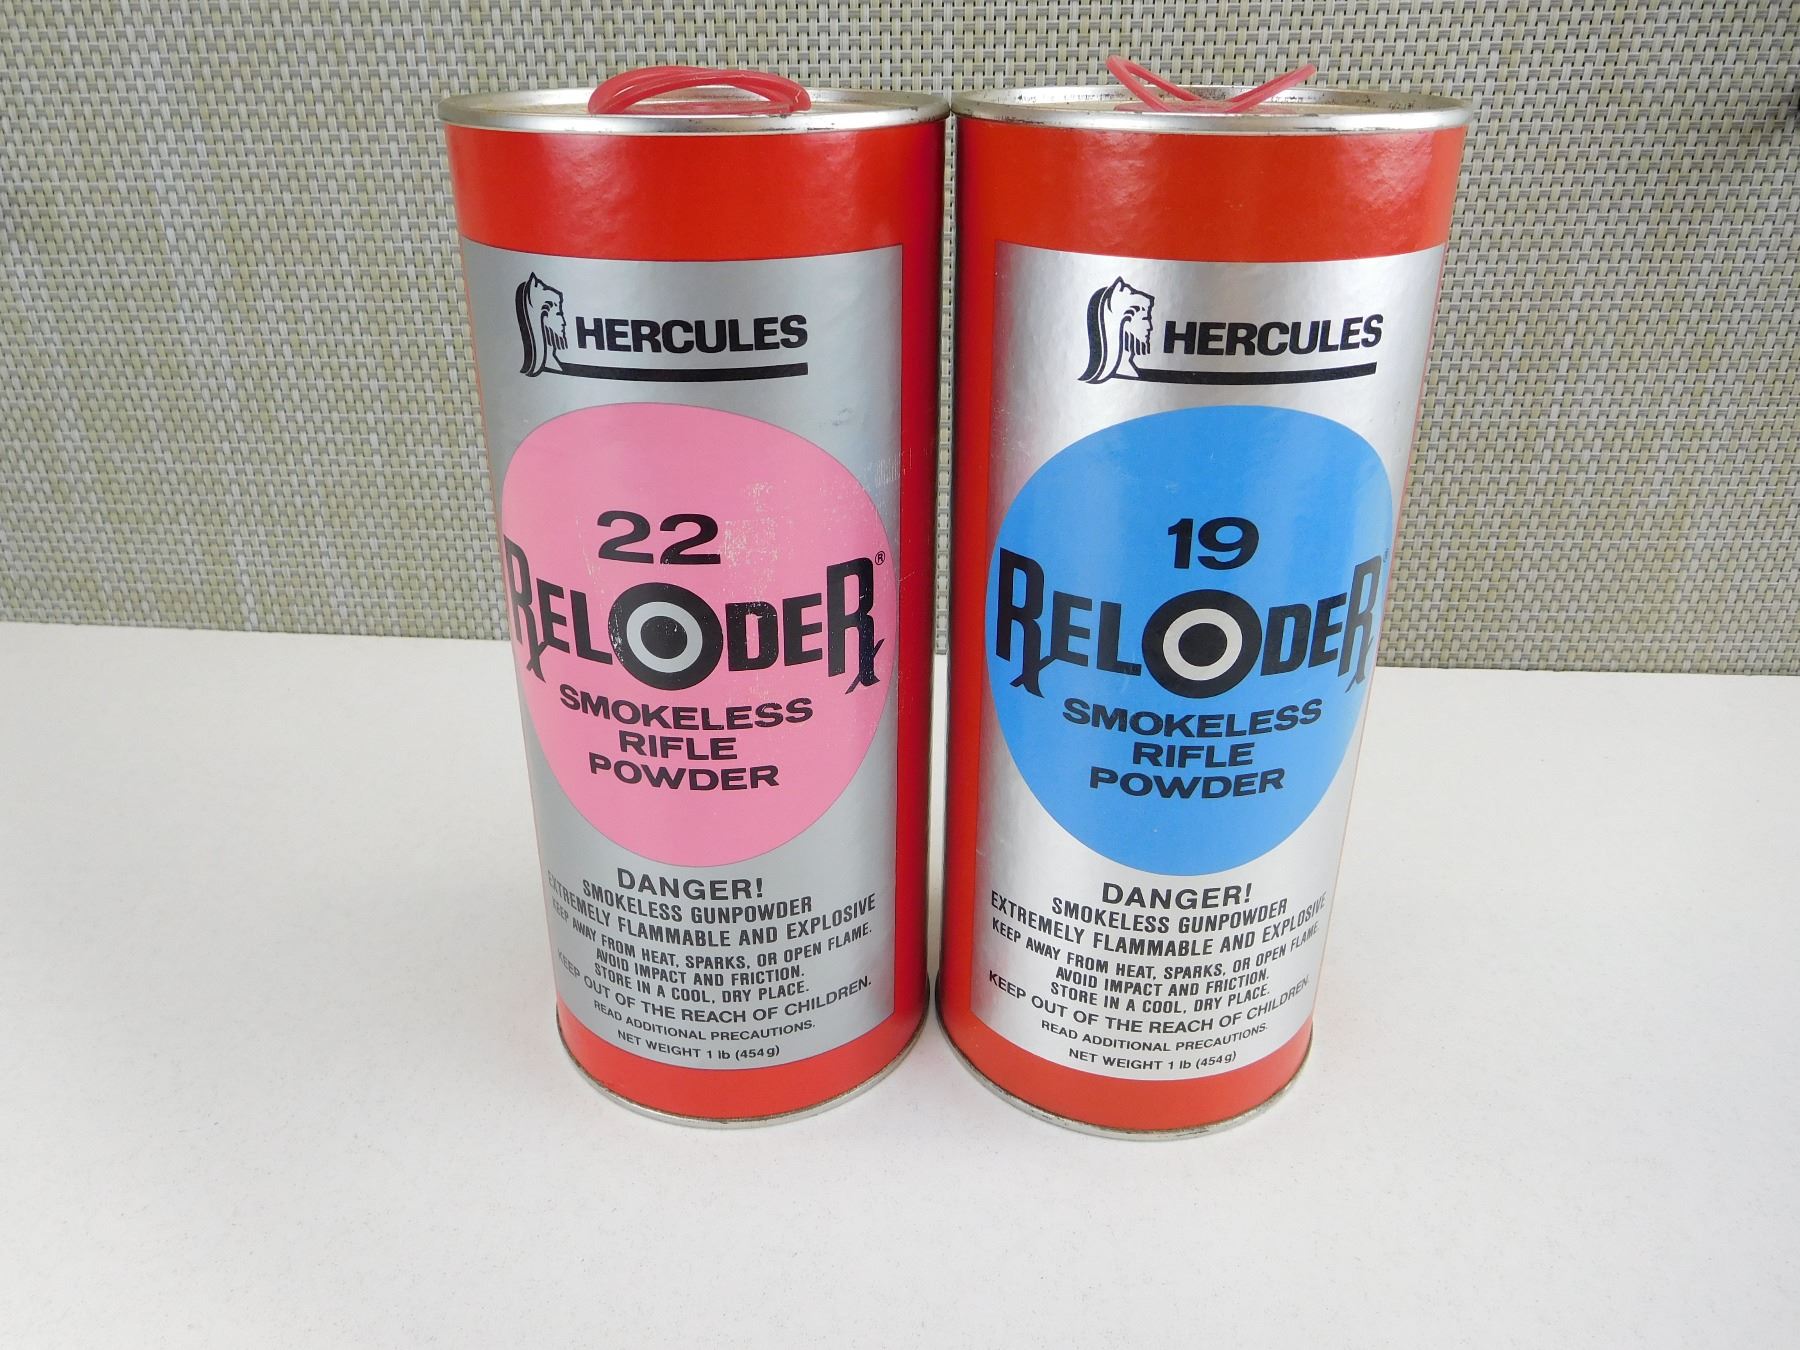 HERCULES
22
RELODER®
SMOKELESS
RIFLE
POWDER
DANGER!
SMOKELESS GUNPOWDER
EXTREMELY FLAMMABLE AND EXPLOSIVE
KEEP AWAY FROM HEAT, SPARKS, OR OPEN FLAME.
AVOID IMPACT AND FRICTION.
STORE IN A COOL, DRY PLACE.
KEEP OUT OF THE REACH OF CHILDREN.
READ ADDITIONAL PRECAUTIONS.
NET WEIGHT 1 lb (454g)
HERCULES
19
RELODER
SMOKELESS
RIFLE
POWDER
DANGER!
SMOKELESS GUNPOWDER
EXTREMELY FLAMMABLE AND EXPLOSIVE
KEEP AWAY FROM HEAT, SPARKS, OR OPEN FLAME.
AVOID IMPACT AND FRICTION.
STORE IN A COOL, DRY PLACE.
KEEP OUT OF THE REACH OF CHILDREN.
READ ADDITIONAL PRECAUTIONS.
NET WEIGHT 1 lb (454g)